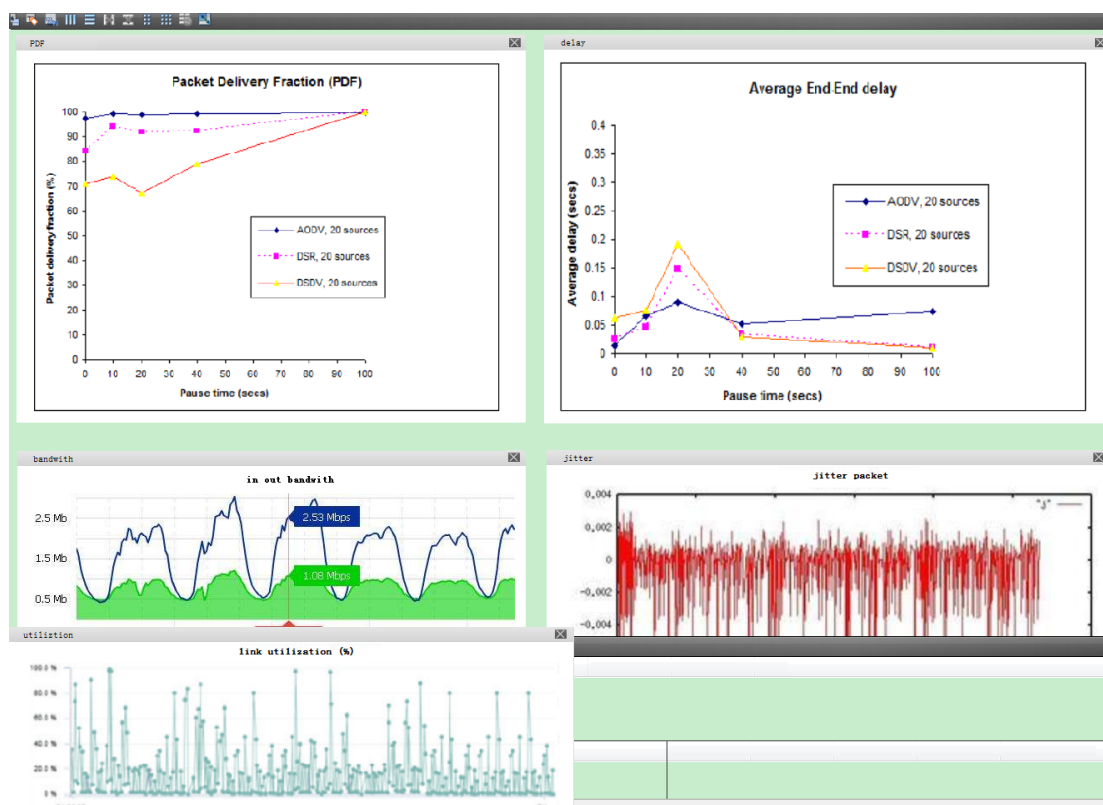 PDF
Packet Delivery Fraction (PDF)
Packet delivery fraction (%)
100
90
80
70
60
50
40
30
20
10
0
AODV, 20 sources
DSR, 20 sources
DSDV, 20 sources
0 10 20 30 40 50 60 70 80 90 100
Pause time (secs)
delay
Average End-End delay
Average delay (secs)
0.4
0.35
0.3
0.25
0.2
0.15
0.1
0.05
0
AODV, 20 sources
DSR, 20 sources
DSDV, 20 sources
0 10 20 30 40 50 60 70 80 90 100
Pause time (secs)
bandwith
in out bandwith
2.5 Mb
1.5 Mb
0.5 Mb
2.53 Mbps
1.08 Mbps
jitter
jitter packet
"J"
0.004
0.002
0
-0.002
-0.004
utiliztion
link utilization (%)
100.0 %
80.0 %
60.0 %
40.0 %
20.0 %
0.0 %